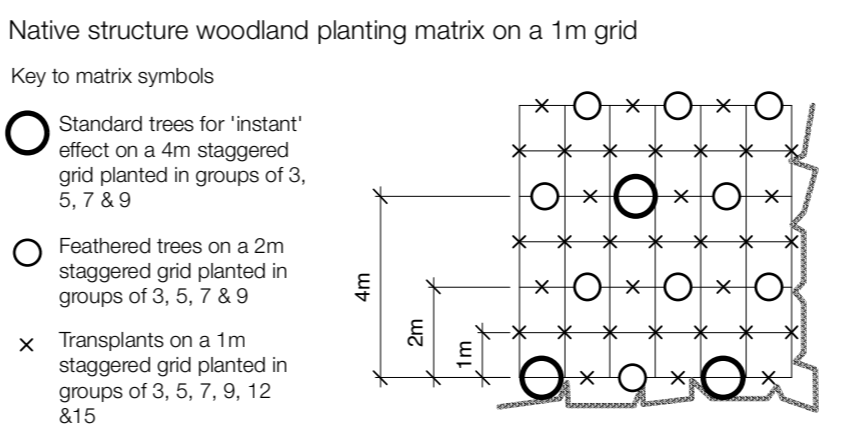 Native structure woodland planting matrix on a 1m grid
Key to matrix symbols
Standard trees for 'instant'
effect on a 4m staggered
grid planted in groups of 3,
5, 7 & 9
Feathered trees on a 2m
staggered grid planted in
groups of 3, 5, 7 & 9
Transplants on a 1m
staggered grid planted in
groups of 3, 5, 7, 9, 12
&15
4m
2m
1m